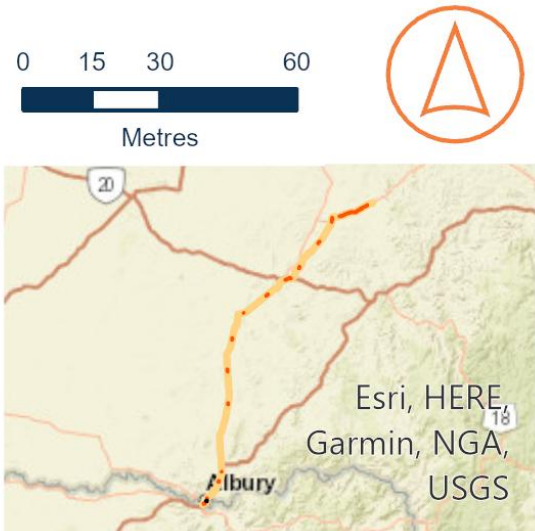 0 15 30 60
Metres
20
Esri, HERE,
18
Garmin, NGA,
USGS
Albury